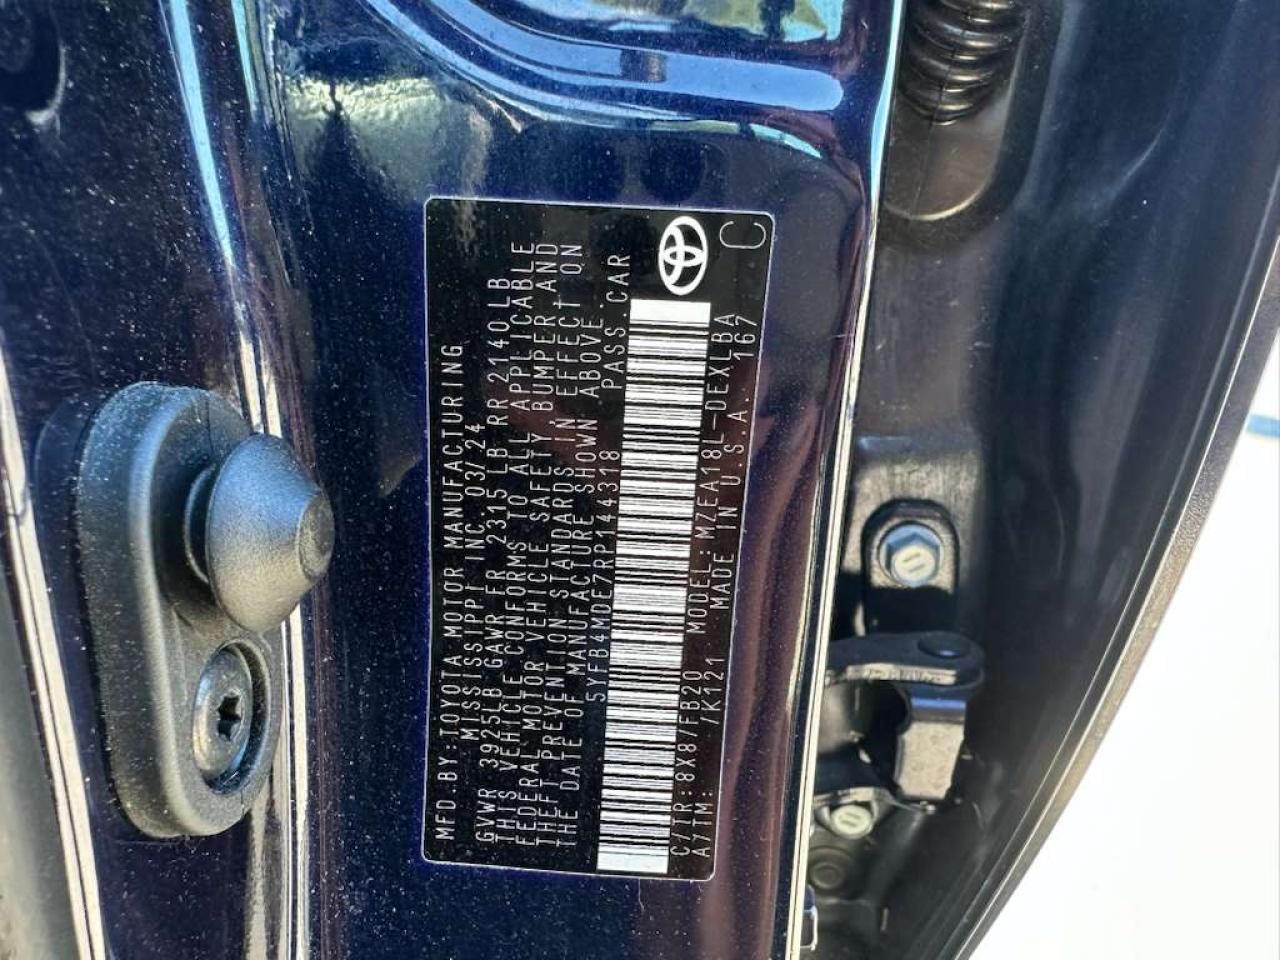 MFD.BY:TOYOTA MOTOR MANUFACTURING
MISSISSIPPI INC. 03/24
GVWR 3925LB GAWR FR 2315 LB RR 2140 LB
THIS VEHICLE CONFORMS TO ALL APPLICABLE
FEDERAL MOTOR VEHICLE SAFETY BUMPER AND
THEFT PREVENTION STANDARDS IN EFFECT ON
THE DATE OF MANUFACTURE SHOWN ABOVE.
5YFB4MDE7RP144318 PASS.CAR
C/TR:8X8/FB20 MODEL:MZEA18L-DEXLBA
A/TM: /K121 MADE IN U.S.A. 167
C